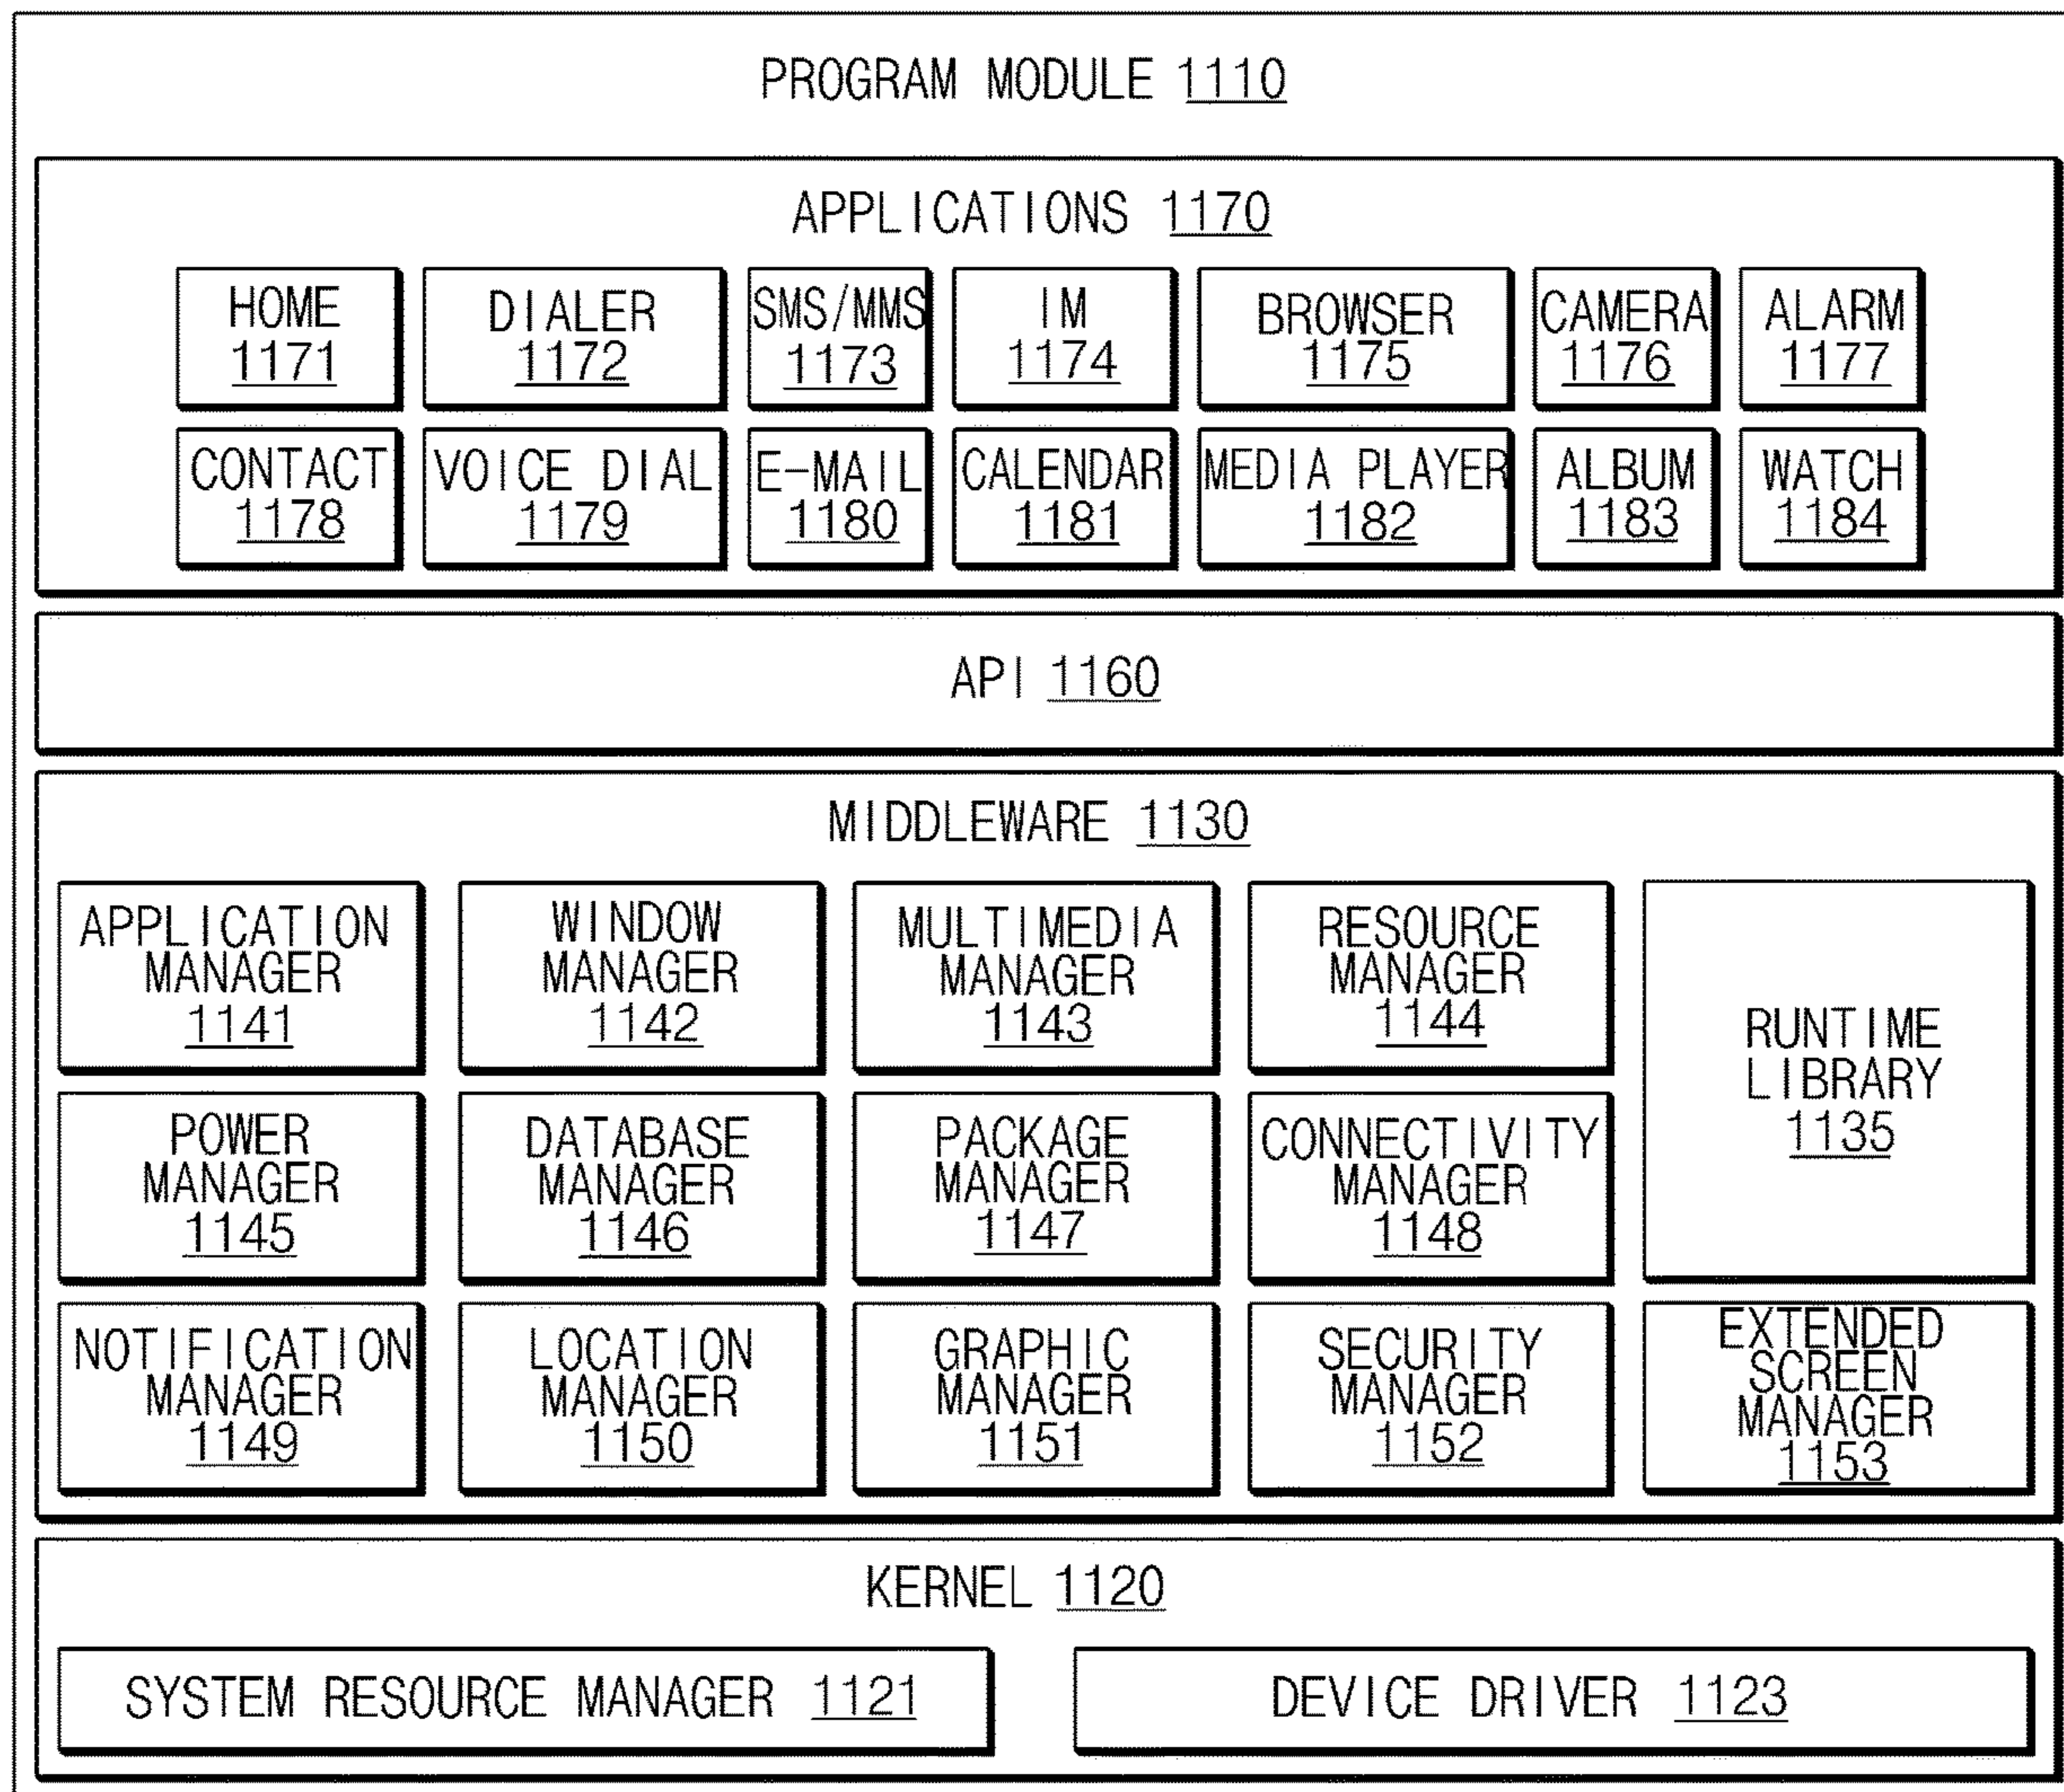 PROGRAM MODULE 1110
APPLICATIONS 1170
HOME
1171
DIALER
1172
SMS/MMS
1173
IM
1174
BROWSER
1175
CAMERA
1176
ALARM
1177
CONTACT
1178
VOICE DIAL
1179
E-MAIL
1180
CALENDAR
1181
MEDIA PLAYER
1182
ALBUM
1183
WATCH
1184
API 1160
MIDDLEWARE 1130
APPLICATION
MANAGER
1141
WINDOW
MANAGER
1142
MULTIMEDIA
MANAGER
1143
RESOURCE
MANAGER
1144
RUNTIME
LIBRARY
1135
POWER
MANAGER
1145
DATABASE
MANAGER
1146
PACKAGE
MANAGER
1147
CONNECTIVITY
MANAGER
1148
NOTIFICATION
MANAGER
1149
LOCATION
MANAGER
1150
GRAPHIC
MANAGER
1151
SECURITY
MANAGER
1152
EXTENDED
SCREEN
MANAGER
1153
KERNEL 1120
SYSTEM RESOURCE MANAGER 1121
DEVICE DRIVER 1123